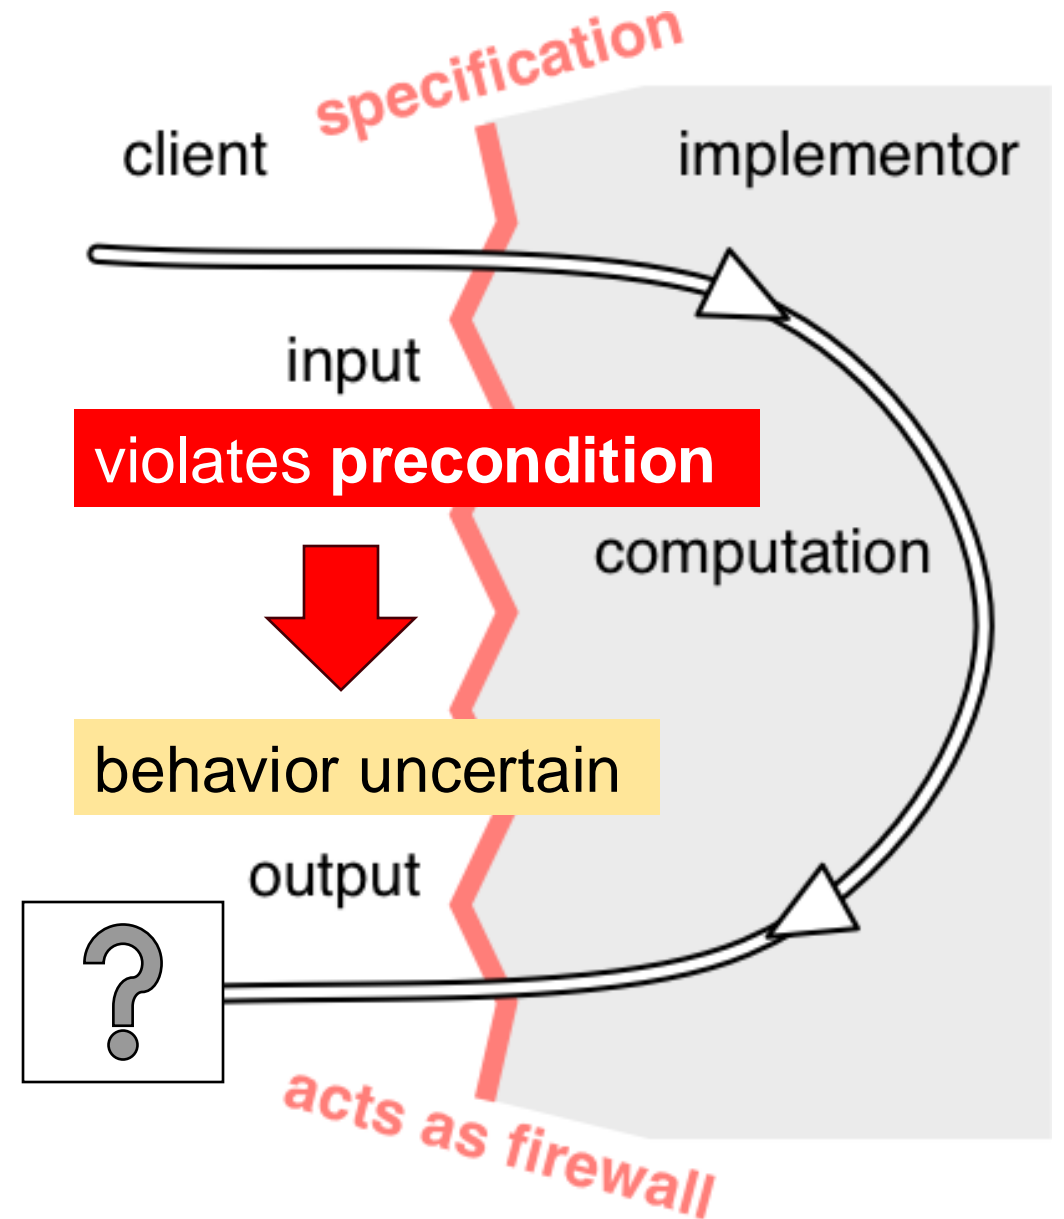 specification
client
implementor
input
violates precondition
computation
behavior uncertain
output
?
acts as firewall